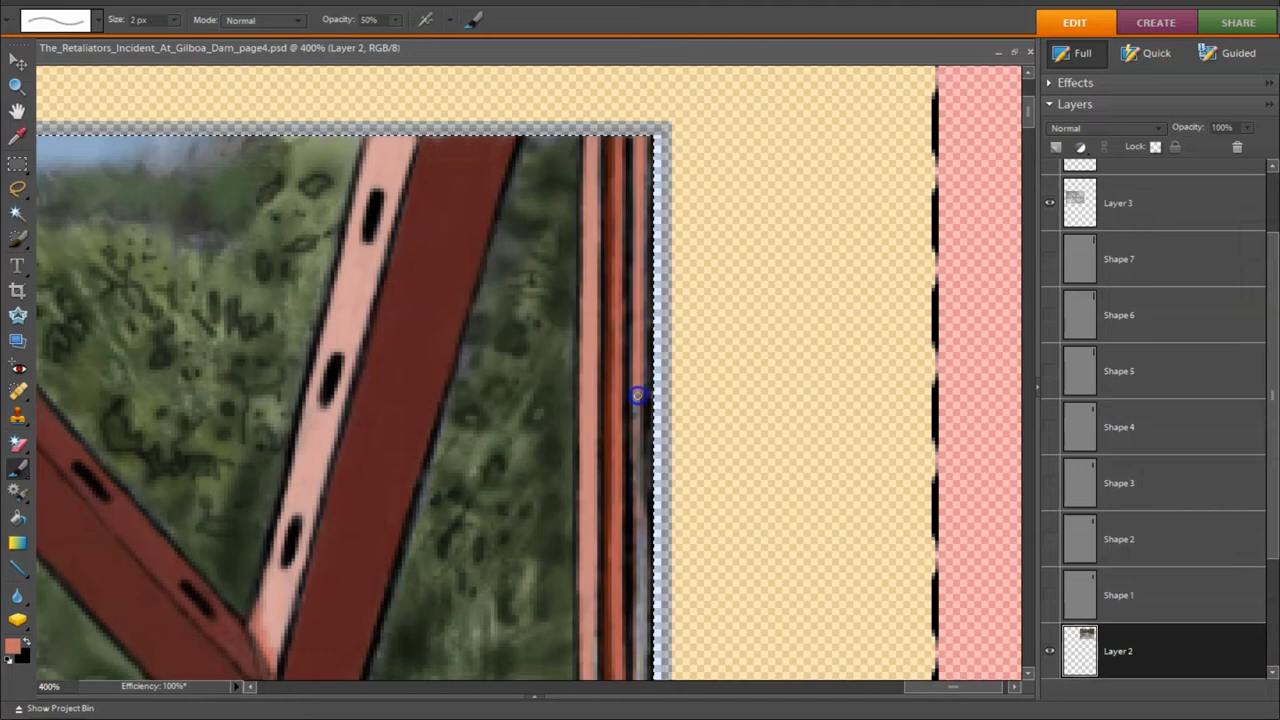 Size: 2 px Mode: Normal Opacity: 50%
EDIT CREATE SHARE
The_Retaliators_Incident_At_Gilboa_Dam_page4.psd @ 400% (Layer 2, RGB/8)
Full Quick Guided
Effects
Layers
Normal Opacity: 100%
Lock:
Layer 3
Shape 7
Shape 6
Shape 5
Shape 4
Shape 3
Shape 2
Shape 1
Layer 2
400% Efficiency: 100%*
Show Project Bin